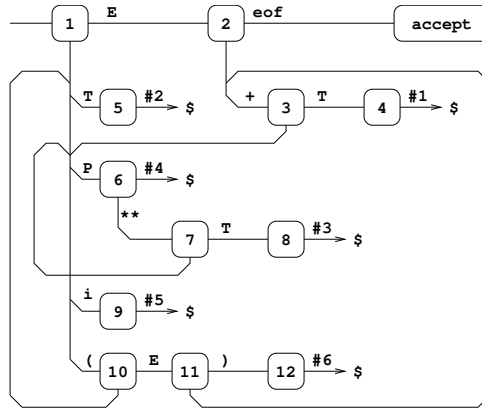 E eof
1 2 accept
T #2 + T #1
5 $ 3 4 $
P #4
6 $
** T #3
7 8 $
i #5
9 $
( E ) #6
10 11 12 $